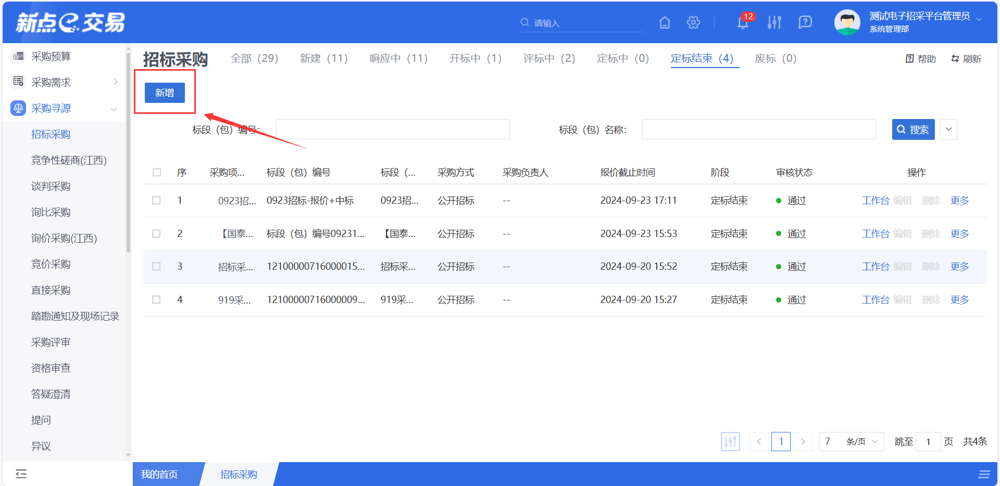 新点e交易
请输入
12
测试电子招采平台管理员
系统管理部
采购预算
采购需求
采购寻源
招标采购
竞争性磋商(江西)
谈判采购
询比采购
询价采购(江西)
竞价采购
直接采购
踏勘通知及现场记录
采购评审
资格审查
答疑澄清
提问
异议
招标采购 全部（29） 新建（11） 响应中（11） 开标中（1） 评标中（2） 定标中（0） 定标结束（4） 废标（0） 帮助 刷新
新增
标段（包）编号： 标段（包）名称： 搜索
序 采购项... 标段（包）编号 标段（... 采购方式 采购负责人 报价截止时间 阶段 审核状态 操作
1 0923招... 0923招标-报价+中标 0923招... 公开招标 -- 2024-09-23 17:11 定标结束 通过 工作台 编辑 删除 更多
2 【国泰... 标段（包）编号09231... 【国泰... 公开招标 -- 2024-09-23 15:53 定标结束 通过 工作台 编辑 删除 更多
3 招标采... 12100000716000015... 招标采... 公开招标 -- 2024-09-20 15:52 定标结束 通过 工作台 编辑 删除 更多
4 919采... 12100000716000009... 919采... 公开招标 -- 2024-09-20 15:27 定标结束 通过 工作台 编辑 删除 更多
1 7 条/页 跳至 1 页 共4条
我的首页 招标采购